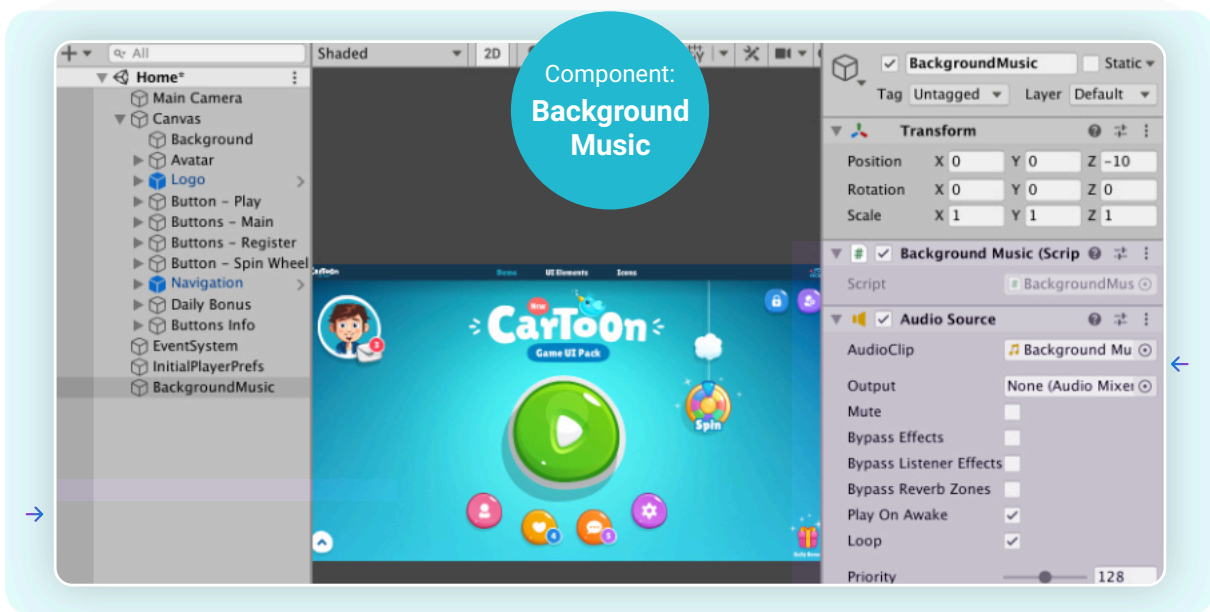 All
Home*
Main Camera
Canvas
Background
Avatar
Logo
Button - Play
Buttons - Main
Buttons - Register
Button - Spin Wheel
Navigation
Daily Bonus
Buttons Info
EventSystem
InitialPlayerPrefs
BackgroundMusic
Shaded
2D
Component:
Background
Music
CarToon
Demo UI Elements Icons
New
CarToon
Game UI Pack
3
Spin
4
5
BackgroundMusic Static
Tag Untagged Layer Default
Transform
Position X 0 Y 0 Z -10
Rotation X 0 Y 0 Z 0
Scale X 1 Y 1 Z 1
# Background Music (Scrip
Script # BackgroundMus
Audio Source
AudioClip Background Mu
Output None (Audio Mixer
Mute
Bypass Effects
Bypass Listener Effects
Bypass Reverb Zones
Play On Awake
Loop
Priority 128